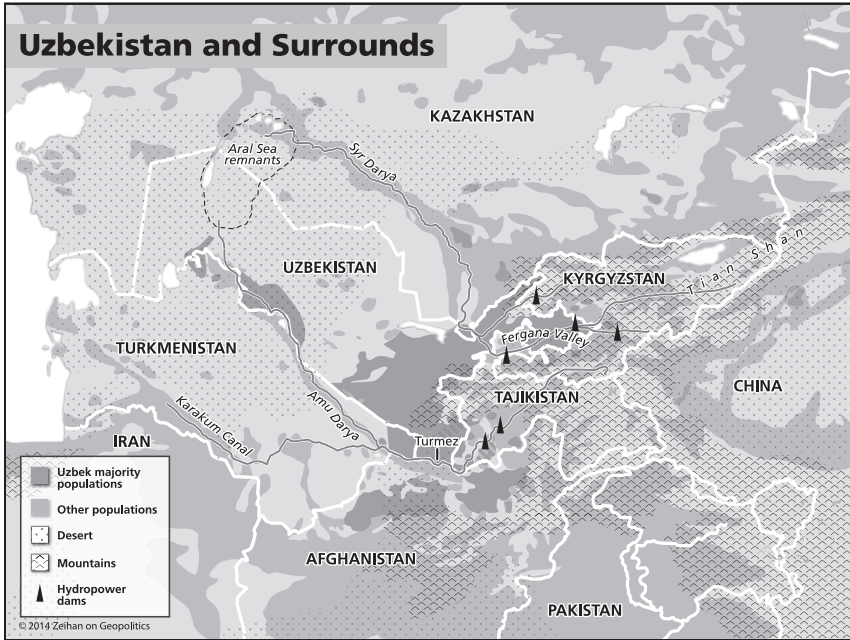 Uzbekistan and Surrounds
KAZAKHSTAN
Aral Sea
remnants
Syr Darya
UZBEKISTAN
KYRGYZSTAN
Tian Shan
Fergana Valley
TURKMENISTAN
TAJIKISTAN
CHINA
Amu Darya
Karakum Canal
Turmez
IRAN
AFGHANISTAN
PAKISTAN
Uzbek majority
populations
Other populations
Desert
Mountains
Hydropower
dams
© 2014 Zeihan on Geopolitics